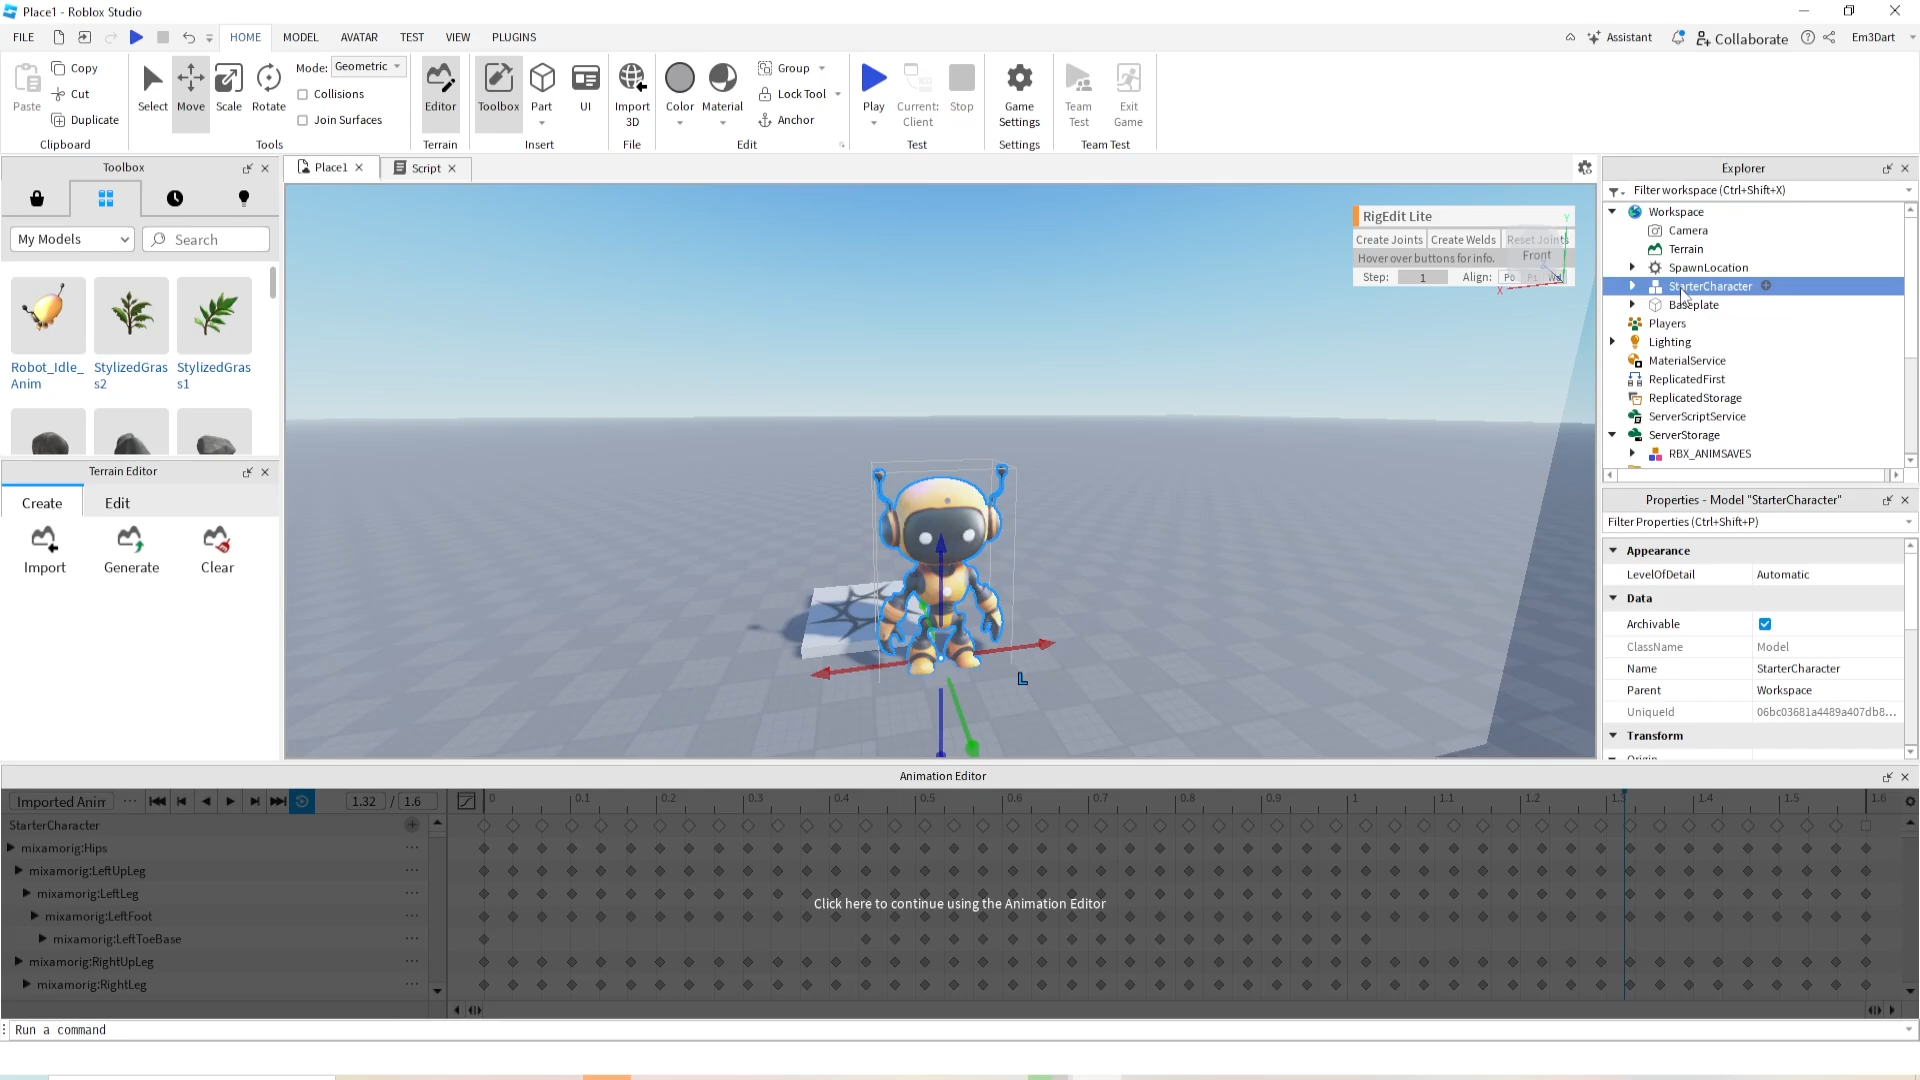 Place1 - Roblox Studio
FILE HOME MODEL AVATAR TEST VIEW PLUGINS Assistant Collaborate Em3Dart
Paste Copy Cut Duplicate Clipboard
Select Move Scale Rotate Mode: Geometric Collisions Join Surfaces Tools
Editor Terrain
Toolbox Part UI Insert
Import 3D File
Color Material Group Lock Tool Anchor Edit
Play Current: Client Stop Test
Game Settings Settings
Team Test Exit Game Team Test
Toolbox
My Models Search
Robot_Idle_
Anim
StylizedGras
s2
StylizedGras
s1
Terrain Editor
Create Edit
Import Generate Clear
Place1 Script
RigEdit Lite
Create Joints Create Welds Reset Joints
Hover over buttons for info.
Front
Step: 1 Align: Po Pi Wd
Y
X
Explorer
Filter workspace (Ctrl+Shift+X)
Workspace
Camera
Terrain
SpawnLocation
StarterCharacter
Baseplate
Players
Lighting
MaterialService
ReplicatedFirst
ReplicatedStorage
ServerScriptService
ServerStorage
RBX_ANIMSAVES
Properties - Model "StarterCharacter"
Filter Properties (Ctrl+Shift+P)
Appearance
LevelOfDetail Automatic
Data
Archivable
ClassName Model
Name StarterCharacter
Parent Workspace
UniqueId 06bc03681a4489a407db8...
Transform
Origin
Animation Editor
Imported Anim ... 1.32 / 1.6 0 0.1 0.2 0.3 0.4 0.5 0.6 0.7 0.8 0.9 1 1.1 1.2 1.3 1.4 1.5 1.6
StarterCharacter
mixamorig:Hips
mixamorig:LeftUpLeg
mixamorig:LeftLeg
Click here to continue using the Animation Editor
mixamorig:LeftFoot
mixamorig:LeftToeBase
mixamorig:RightUpLeg
mixamorig:RightLeg
Run a command